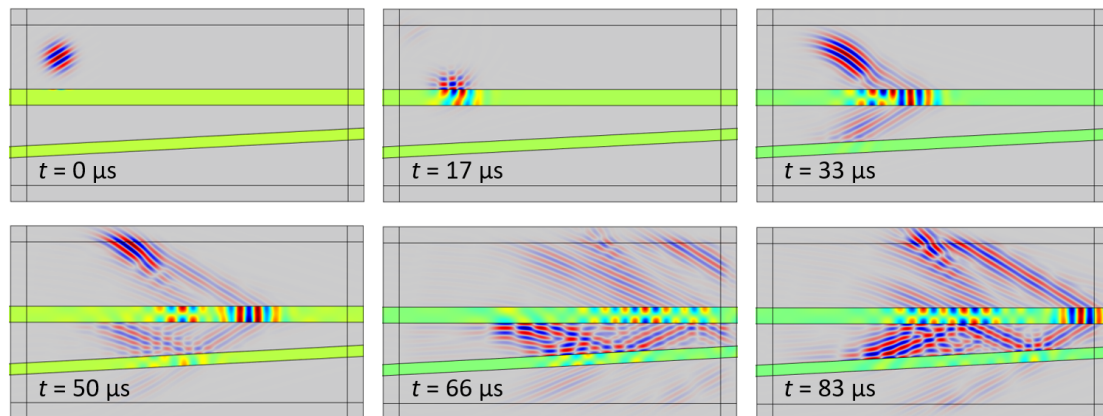 t = 0 µs
t = 17 µs
t = 33 µs
t = 50 µs
t = 66 µs
t = 83 µs